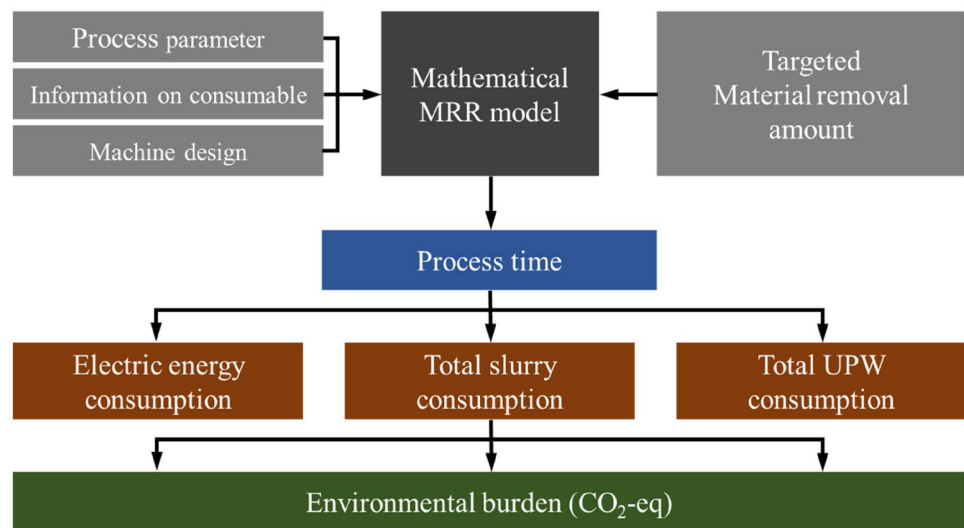 Process parameter
Information on consumable
Machine design
Mathematical
MRR model
Targeted
Material removal
amount
Process time
Electric energy
consumption
Total slurry
consumption
Total UPW
consumption
Environmental burden (CO₂-eq)